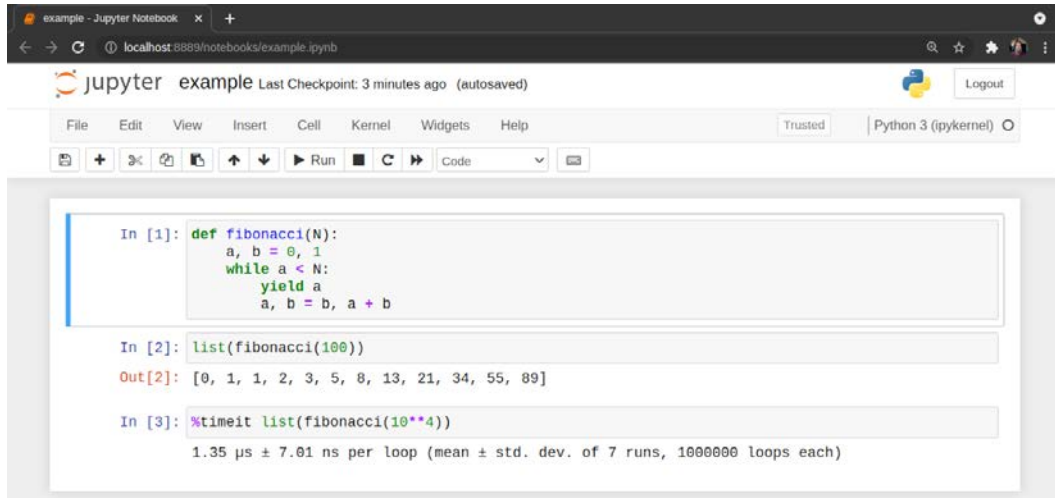 example - Jupyter Notebook
localhost:8889/notebooks/example.ipynb
jupyter example Last Checkpoint: 3 minutes ago (autosaved)
Logout
File Edit View Insert Cell Kernel Widgets Help Trusted Python 3 (ipykernel)
Run Code
In [1]: def fibonacci(N):
    a, b = 0, 1
    while a < N:
        yield a
        a, b = b, a + b
In [2]: list(fibonacci(100))
Out[2]: [0, 1, 1, 2, 3, 5, 8, 13, 21, 34, 55, 89]
In [3]: %timeit list(fibonacci(10**4))
1.35 µs ± 7.01 ns per loop (mean ± std. dev. of 7 runs, 1000000 loops each)